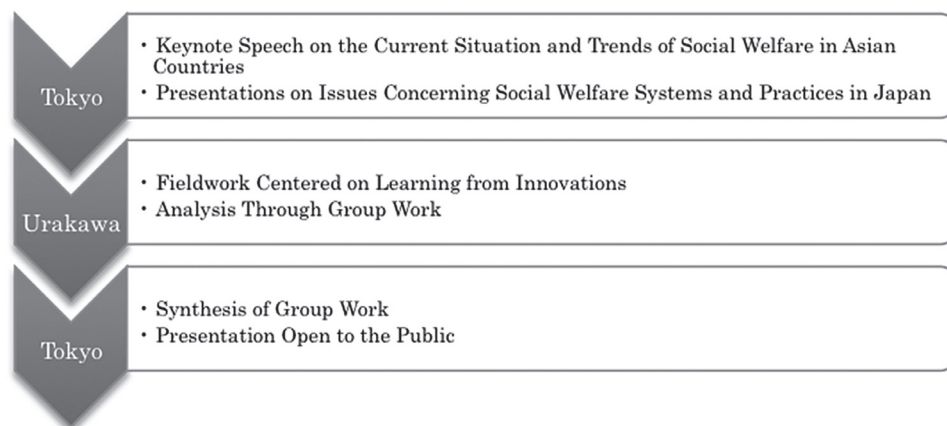 Tokyo
・Keynote Speech on the Current Situation and Trends of Social Welfare in Asian
Countries
・Presentations on Issues Concerning Social Welfare Systems and Practices in Japan
Urakawa
・Fieldwork Centered on Learning from Innovations
・Analysis Through Group Work
Tokyo
・Synthesis of Group Work
・Presentation Open to the Public